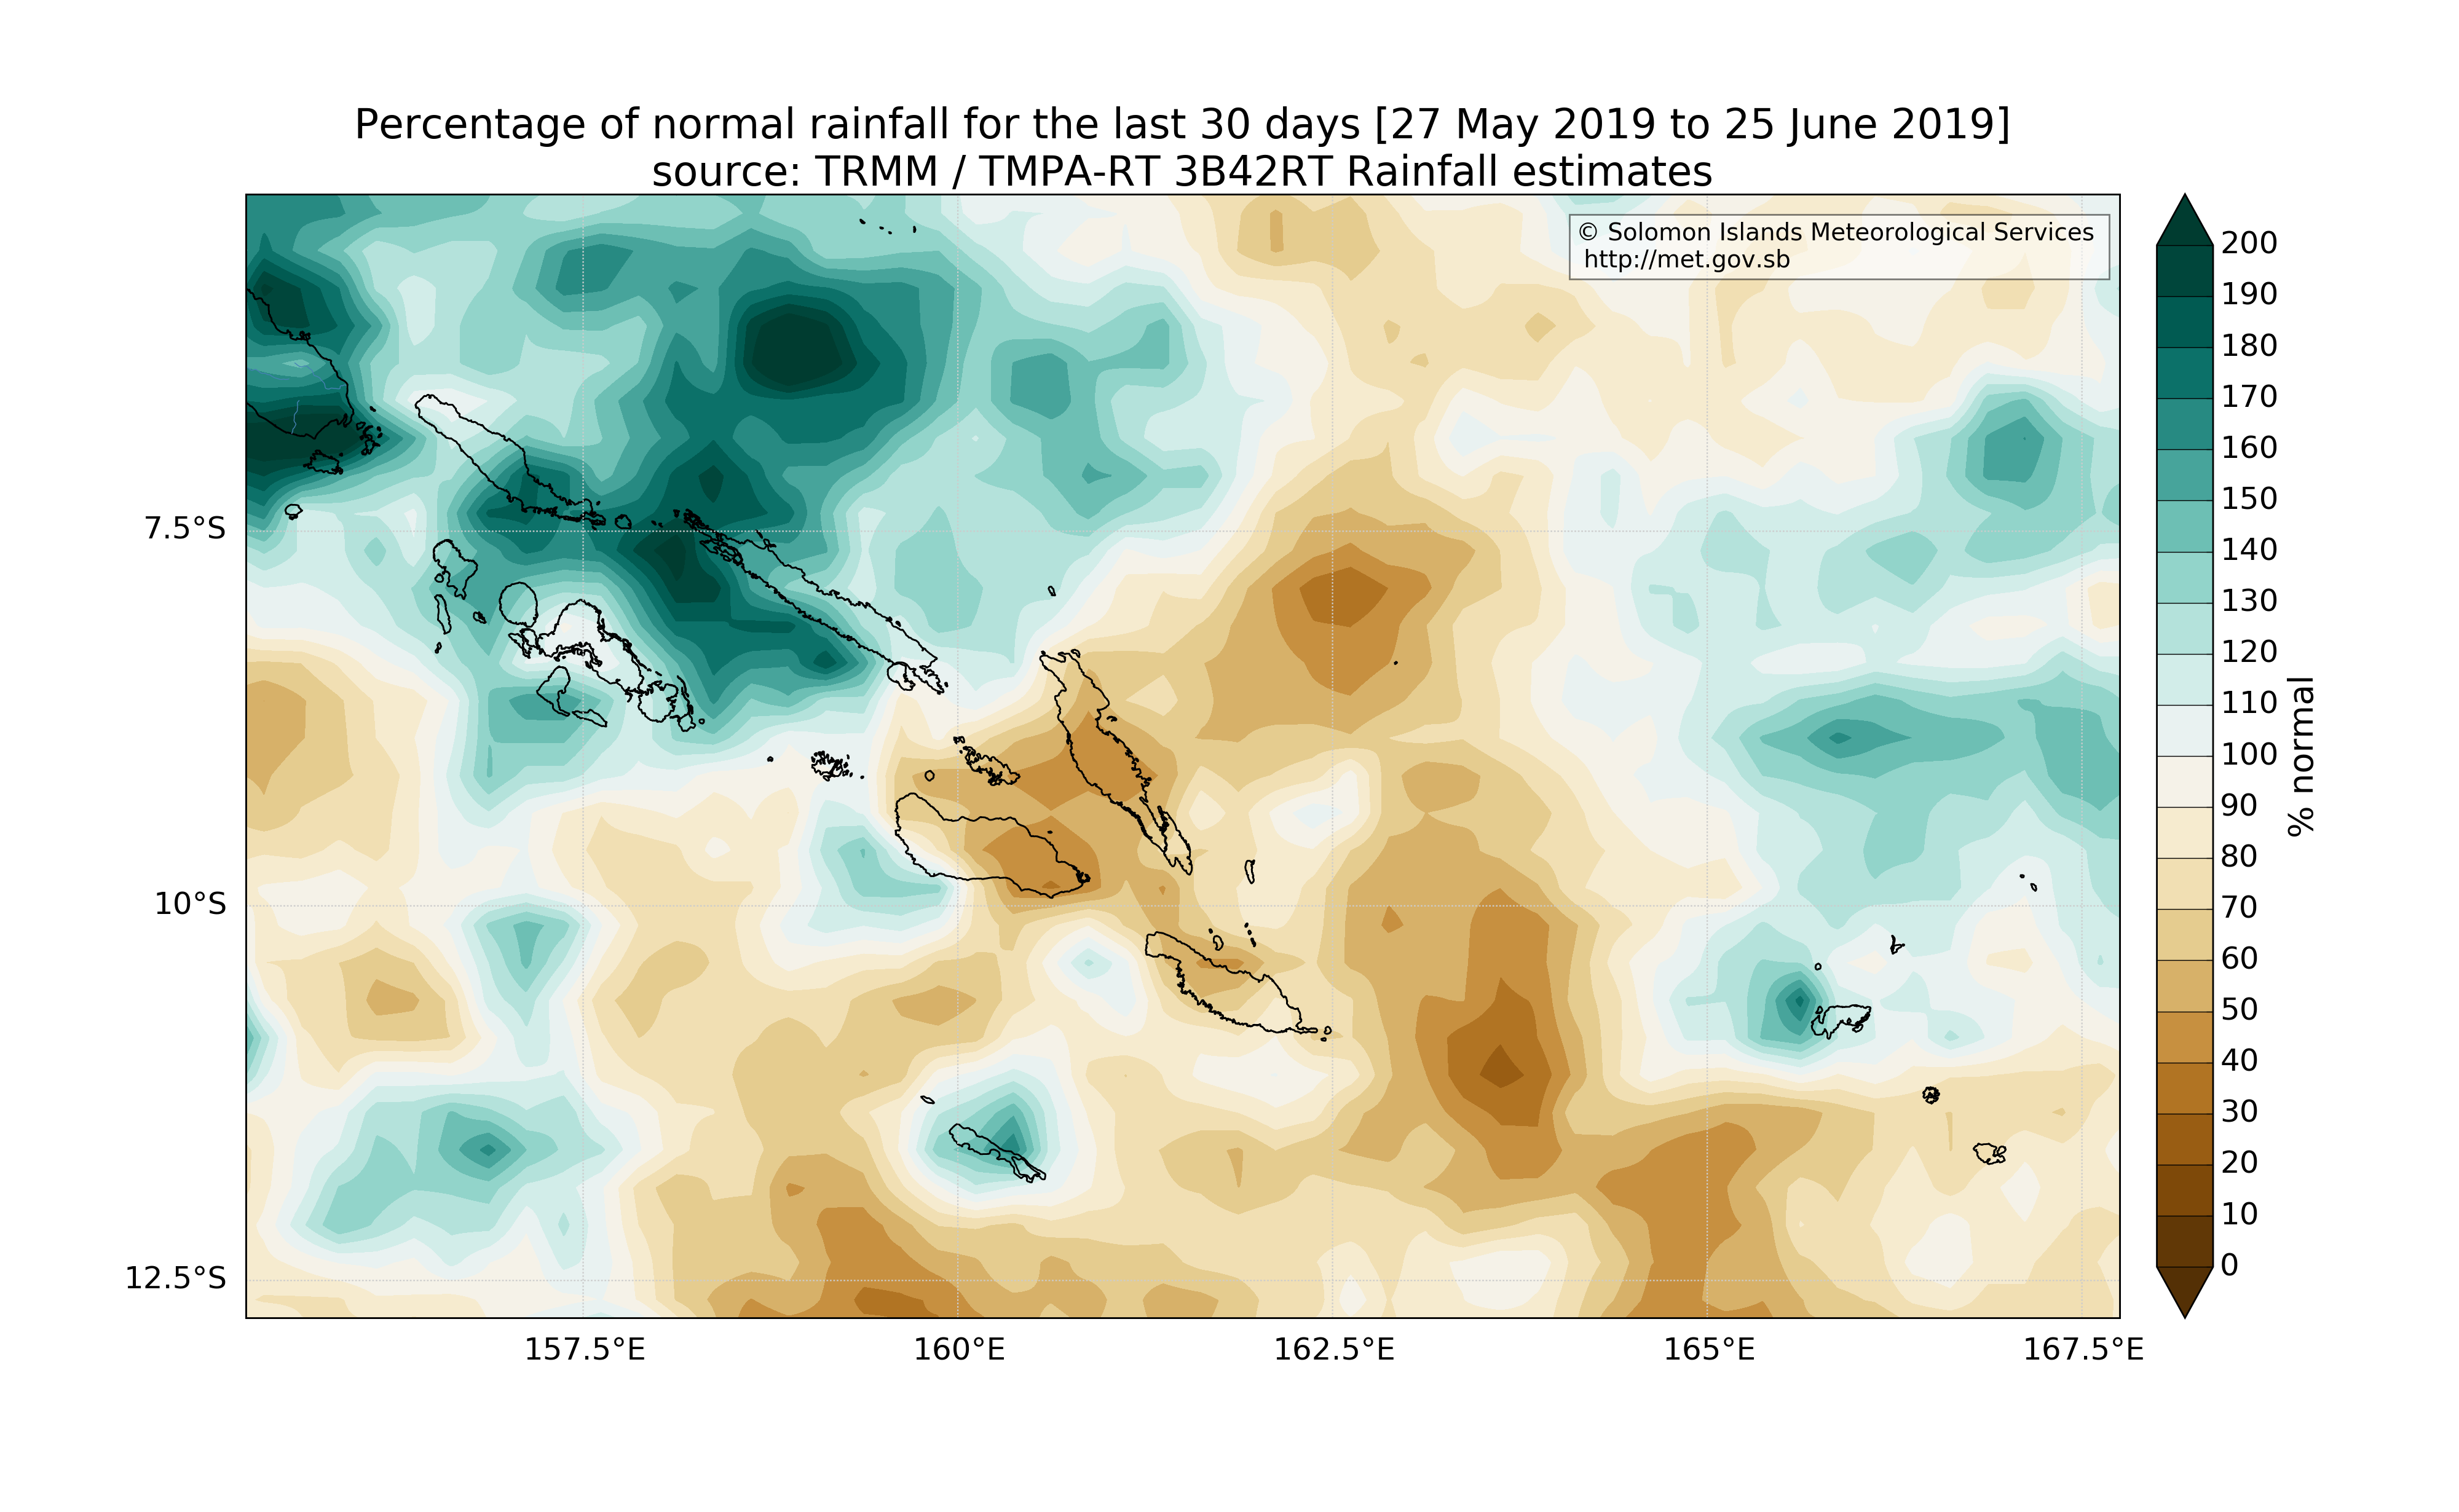 Percentage of normal rainfall for the last 30 days [27 May 2019 to 25 June 2019]
source: TRMM / TMPA-RT 3B42RT Rainfall estimates
© Solomon Islands Meteorological Services
http://met.gov.sb
7.5°S
10°S
12.5°S
157.5°E
160°E
162.5°E
165°E
167.5°E
200
190
180
170
160
150
140
130
120
110
100
90
80
70
60
50
40
30
20
10
0
% normal